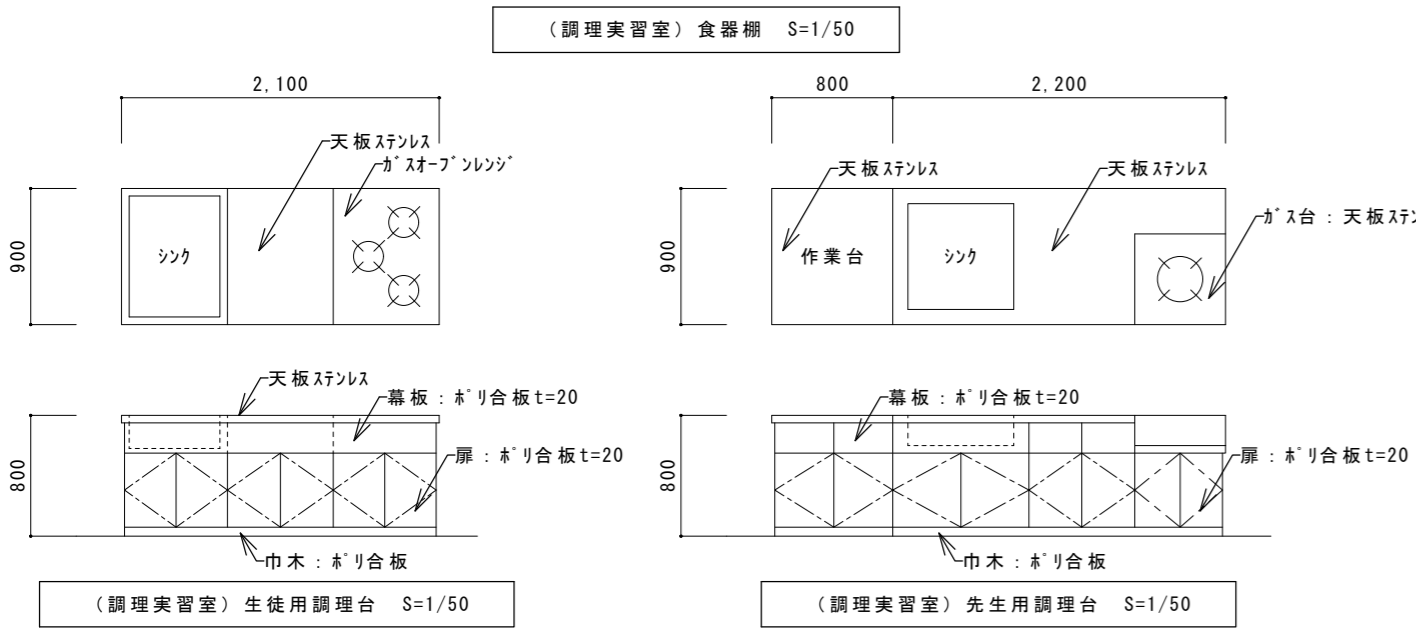 (調理実習室) 食器棚 S=1/50
2,100
800
2,200
天板ステンレス
ガスオーブンレンジ
天板ステンレス
天板ステンレス
ガス台：天板ステン
900
シンク
900
作業台
シンク
天板ステンレス
幕板：ポリ合板t=20
幕板：ポリ合板t=20
扉：ポリ合板t=20
扉：ポリ合板t=20
800
800
巾木：ポリ合板
巾木：ポリ合板
(調理実習室) 生徒用調理台 S=1/50
(調理実習室) 先生用調理台 S=1/50